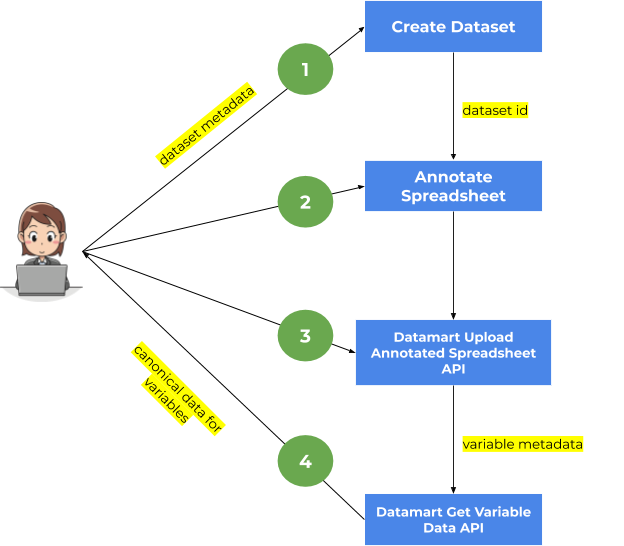 Create Dataset
1
dataset metadata
dataset id
Annotate
Spreadsheet
2
3
Datamart Upload
Annotated Spreadsheet
API
canonical data for
variables
variable metadata
4
Datamart Get Variable
Data API